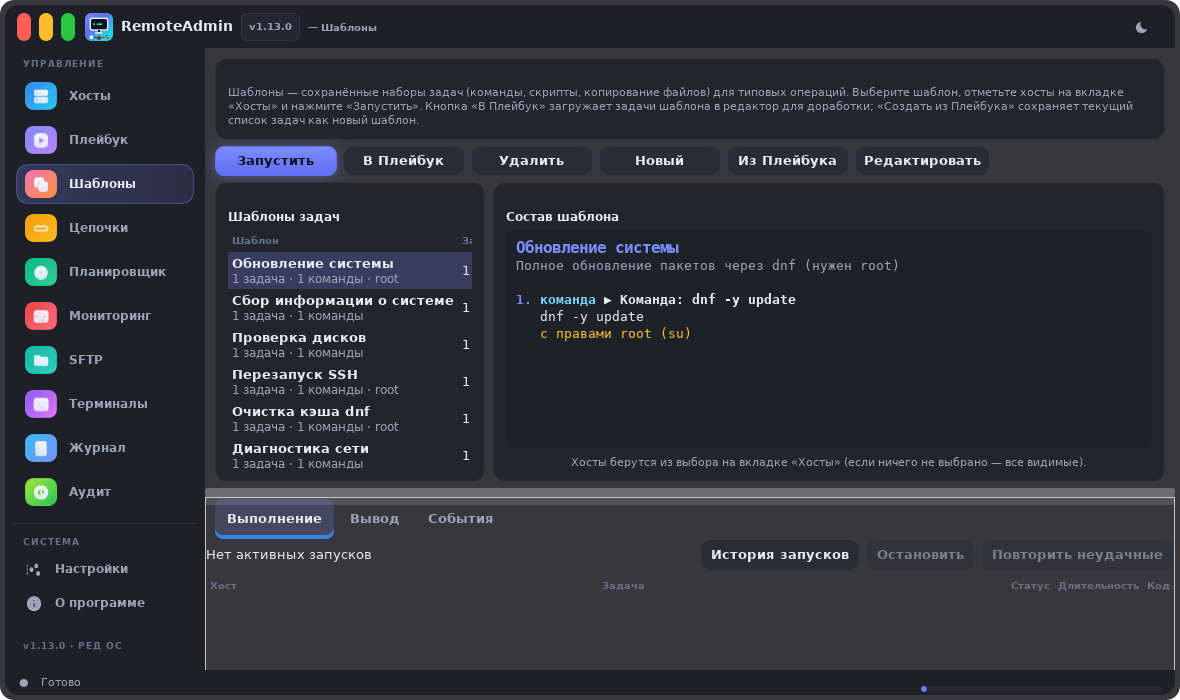 RemoteAdmin v1.13.0 — Шаблоны
УПРАВЛЕНИЕ
Хосты
Плейбук
Шаблоны
Цепочки
Планировщик
Мониторинг
SFTP
Терминалы
Журнал
Аудит
СИСТЕМА
Настройки
О программе
v1.13.0 · РЕД ОС
Шаблоны — сохранённые наборы задач (команды, скрипты, копирование файлов) для типовых операций. Выберите шаблон, отметьте хосты на вкладке
«Хосты» и нажмите «Запустить». Кнопка «В Плейбук» загружает задачи шаблона в редактор для доработки; «Создать из Плейбука» сохраняет текущий
список задач как новый шаблон.
Запустить В Плейбук Удалить Новый Из Плейбука Редактировать
Шаблоны задач
Шаблон За
Обновление системы 1
1 задача · 1 команды · root
Сбор информации о системе 1
1 задача · 1 команды
Проверка дисков 1
1 задача · 1 команды
Перезапуск SSH 1
1 задача · 1 команды · root
Очистка кэша dnf 1
1 задача · 1 команды · root
Диагностика сети 1
1 задача · 1 команды
Состав шаблона
Обновление системы
Полное обновление пакетов через dnf (нужен root)
1. команда ▶ Команда: dnf -y update
dnf -y update
с правами root (su)
Хосты берутся из выбора на вкладке «Хосты» (если ничего не выбрано — все видимые).
Выполнение Вывод События
Нет активных запусков История запусков Остановить Повторить неудачные
Хост Задача Статус Длительность Код
Готово